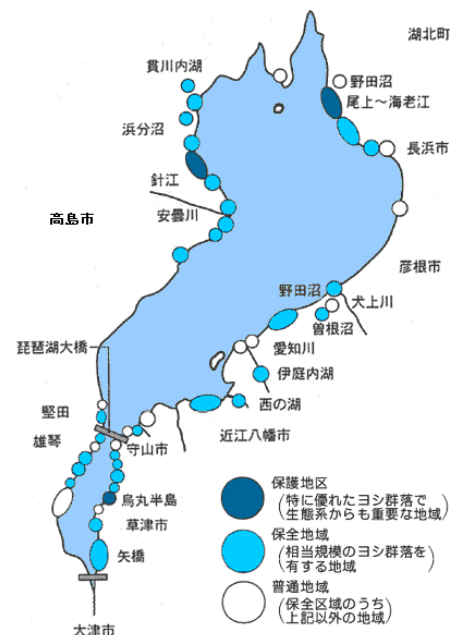 湖北町
貫川内湖
野田沼
尾上～海老江
浜分沼
長浜市
針江
安曇川
高島市
彦根市
野田沼
犬上川
曽根沼
琵琶湖大橋
愛知川
伊庭内湖
西の湖
堅田
近江八幡市
雄琴
守山市
烏丸半島
草津市
矢橋
大津市
保護地区
(特に優れたヨシ群落で
生態系からも重要な地域)
保全地域
(相当規模のヨシ群落を
有する地域)
普通地域
(保全区域のうち
上記以外の地域)